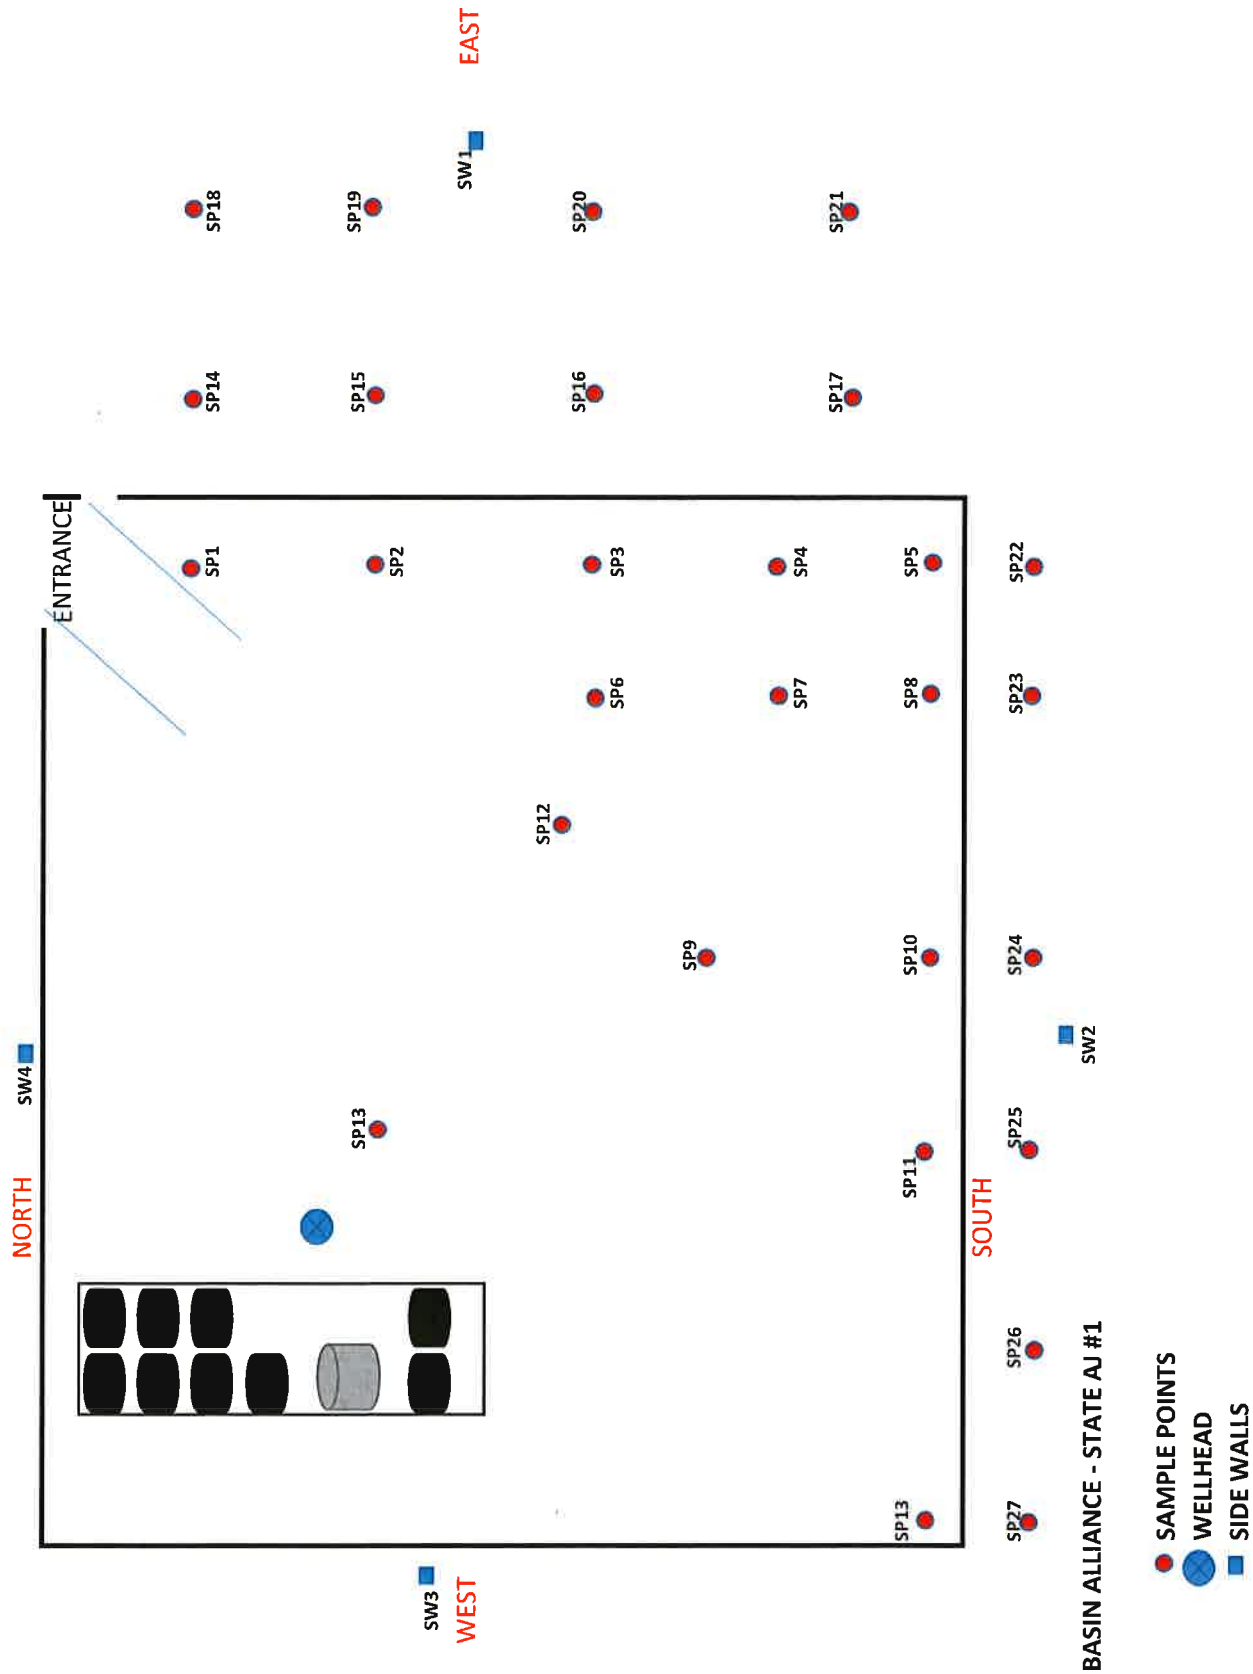 NORTH
SW4
ENTRANCE
SP1
SP14
SP18
SP13
SP15
SP19
SP2
SW3
WEST
SW1
EAST
SP12
SP16
SP20
SP6
SP3
SP9
SP7
SP4
SP17
SP21
SP13
SP11
SP10
SP8
SP5
SOUTH
SP27
SP26
SP25
SP24
SP23
SP22
SW2
BASIN ALLIANCE - STATE AJ #1
SAMPLE POINTS
WELLHEAD
SIDE WALLS